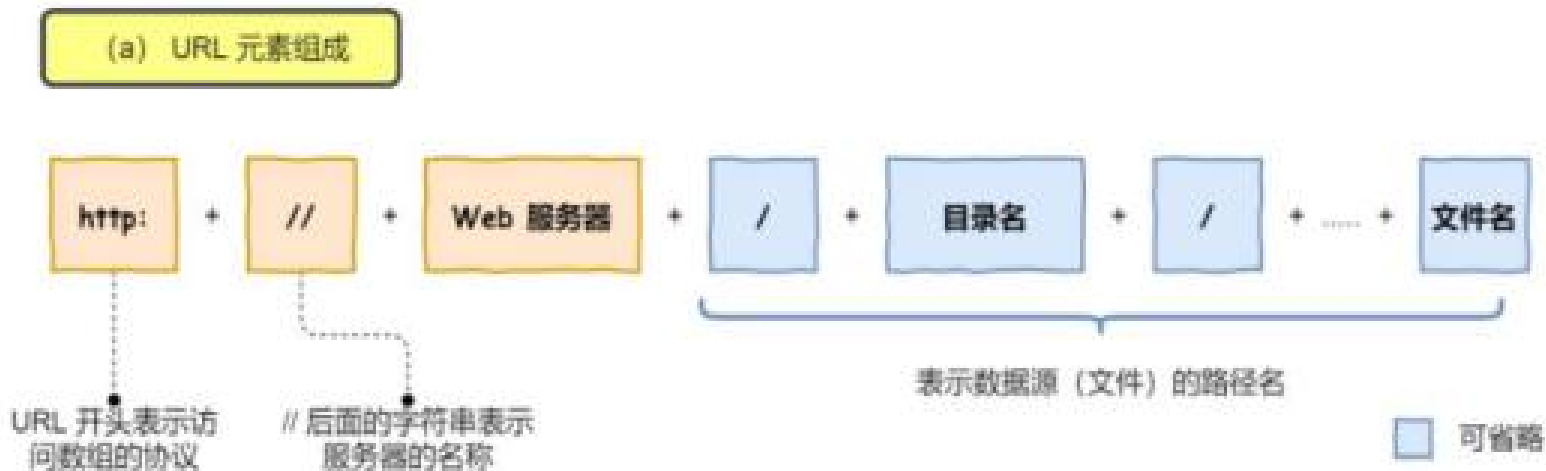 (a) URL 元素组成
http: + // + Web 服务器 + / + 目录名 + / + ..... + 文件名
表示数据源（文件）的路径名
URL 开头表示访
问数组的协议
// 后面的字符串表示
服务器的名称
可省略